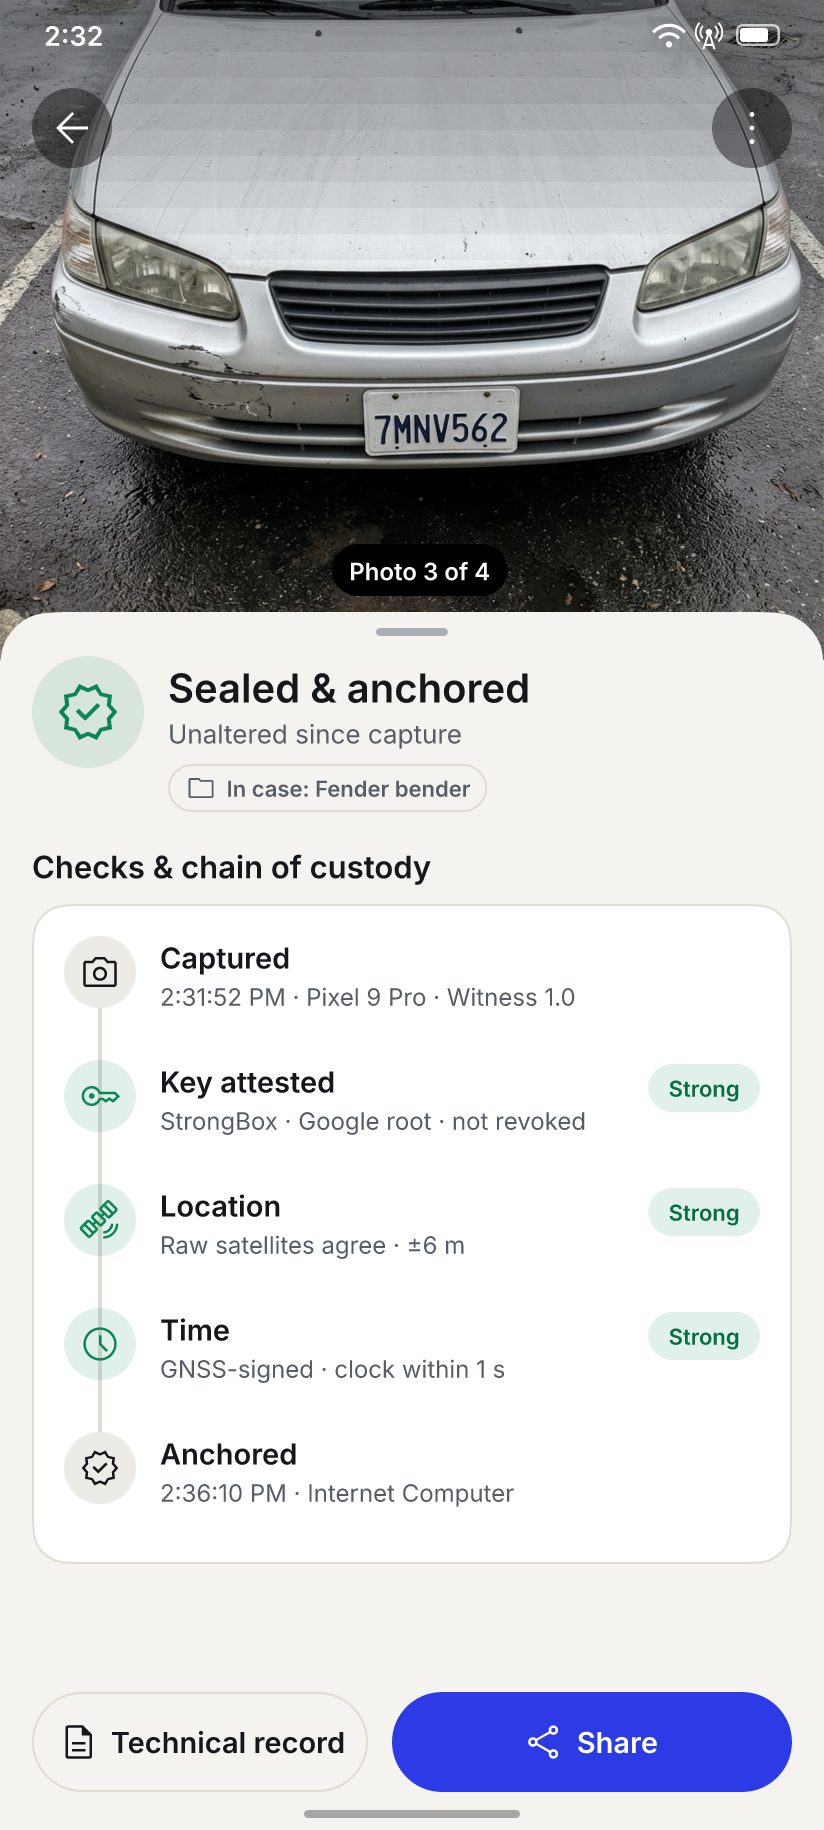 2:32
7MNV562
Photo 3 of 4
Sealed & anchored
Unaltered since capture
In case: Fender bender
Checks & chain of custody
Captured
2:31:52 PM · Pixel 9 Pro · Witness 1.0
Key attested
Strong
StrongBox · Google root · not revoked
Location
Strong
Raw satellites agree · ±6 m
Time
Strong
GNSS-signed · clock within 1 s
Anchored
2:36:10 PM · Internet Computer
Technical record
Share